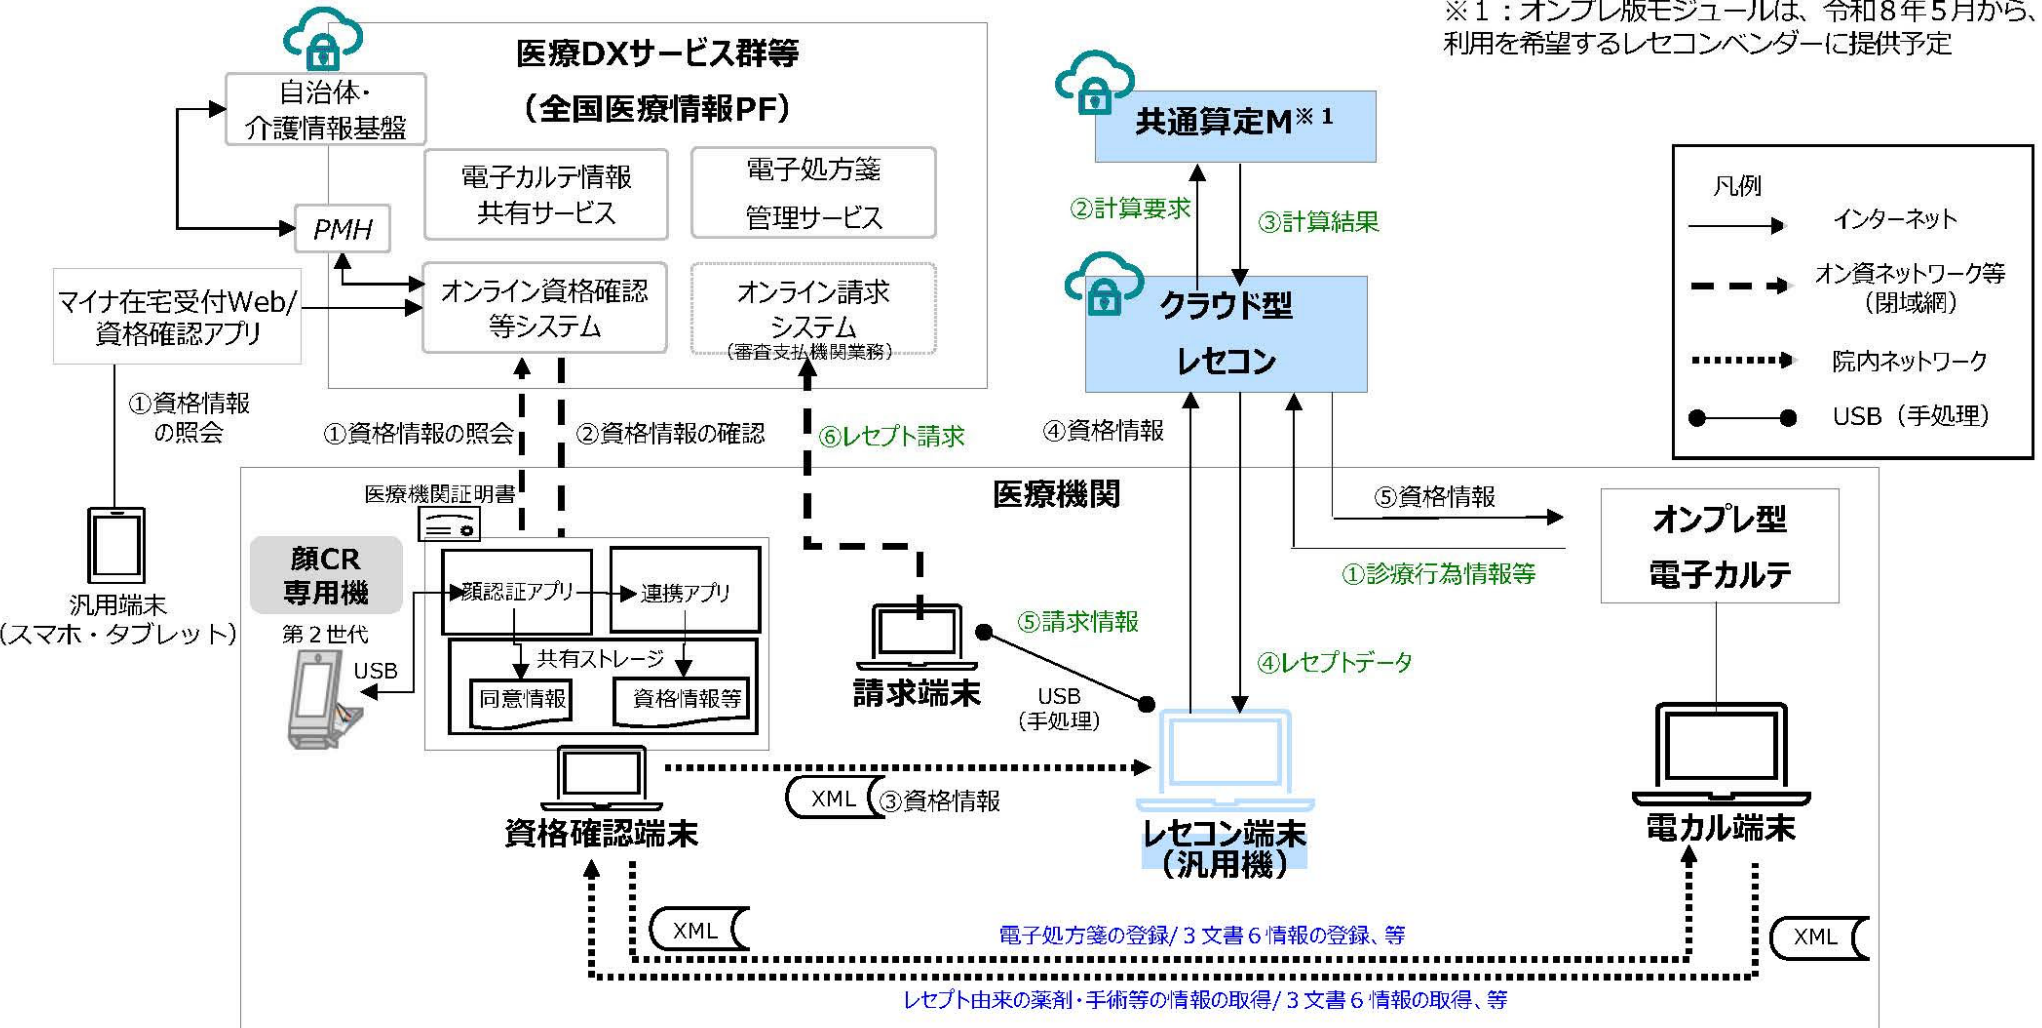 ※１：オンプレ版モジュールは、令和８年５月から、
利用を希望するレセコンベンダーに提供予定
医療DXサービス群等
（全国医療情報PF）
自治体・
介護情報基盤
PMH
電子カルテ情報
共有サービス
電子処方箋
管理サービス
マイナ在宅受付Web/
資格確認アプリ
オンライン資格確認
等システム
オンライン請求
システム
（審査支払機関業務）
共通算定M※１
②計算要求
③計算結果
クラウド型
レセコン
凡例
インターネット
オン資ネットワーク等
（閉域網）
院内ネットワーク
USB（手処理）
①資格情報
の照会
①資格情報の照会
②資格情報の確認
⑥レセプト請求
④資格情報
医療機関
⑤資格情報
①診療行為情報等
オンプレ型
電子カルテ
医療機関証明書
顔CR
専用機
第２世代
USB
汎用端末
（スマホ・タブレット）
顔認証アプリ
連携アプリ
共有ストレージ
同意情報
資格情報等
請求端末
⑤請求情報
USB
（手処理）
④レセプトデータ
資格確認端末
XML
③資格情報
レセコン端末
（汎用機）
電カル端末
XML
電子処方箋の登録/３文書６情報の登録、等
XML
レセプト由来の薬剤・手術等の情報の取得/３文書６情報の取得、等